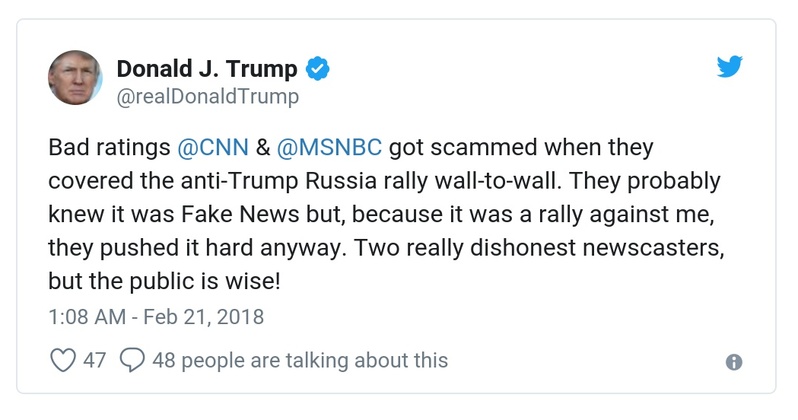 Donald J. Trump
@realDonaldTrump
Bad ratings @CNN & @MSNBC got scammed when they
covered the anti-Trump Russia rally wall-to-wall. They probably
knew it was Fake News but, because it was a rally against me,
they pushed it hard anyway. Two really dishonest newscasters,
but the public is wise!
1:08 AM - Feb 21, 2018
47 48 people are talking about this